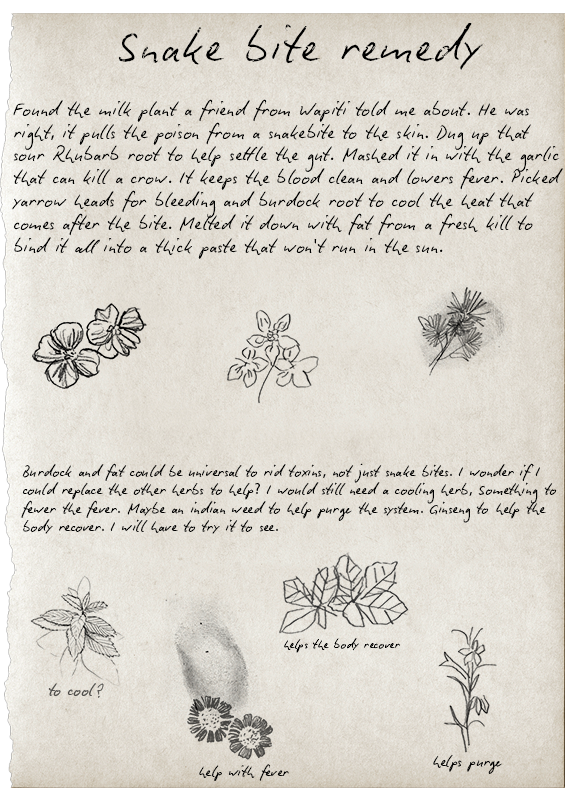 Snake bite remedy
Found the milk plant a friend from Wapiti told me about. He was
right, it pulls the poison from a snakebite to the skin. Dug up that
sour Rhubarb root to help settle the gut. Mashed it in with the garlic
that can kill a crow. It keeps the blood clean and lowers fever. Picked
yarrow heads for bleeding and burdock root to cool the heat that
comes after the bite. Melted it down with fat from a fresh kill to
bind it all into a thick paste that won't run in the sun.
Burdock and fat could be universal to rid toxins, not just snake bites. I wonder if I
could replace the other herbs to help? I would still need a cooling herb, Something to
fewer the fever. Maybe an indian weed to help purge the system. Ginseng to help the
body recover. I will have to try it to see.
helps the body recover
to cool?
helps purge
help with fever